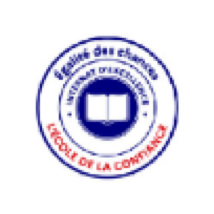 égalité des chances
INTERNAT D'EXCELLENCE
L'ÉCOLE DE LA CONFIANCE